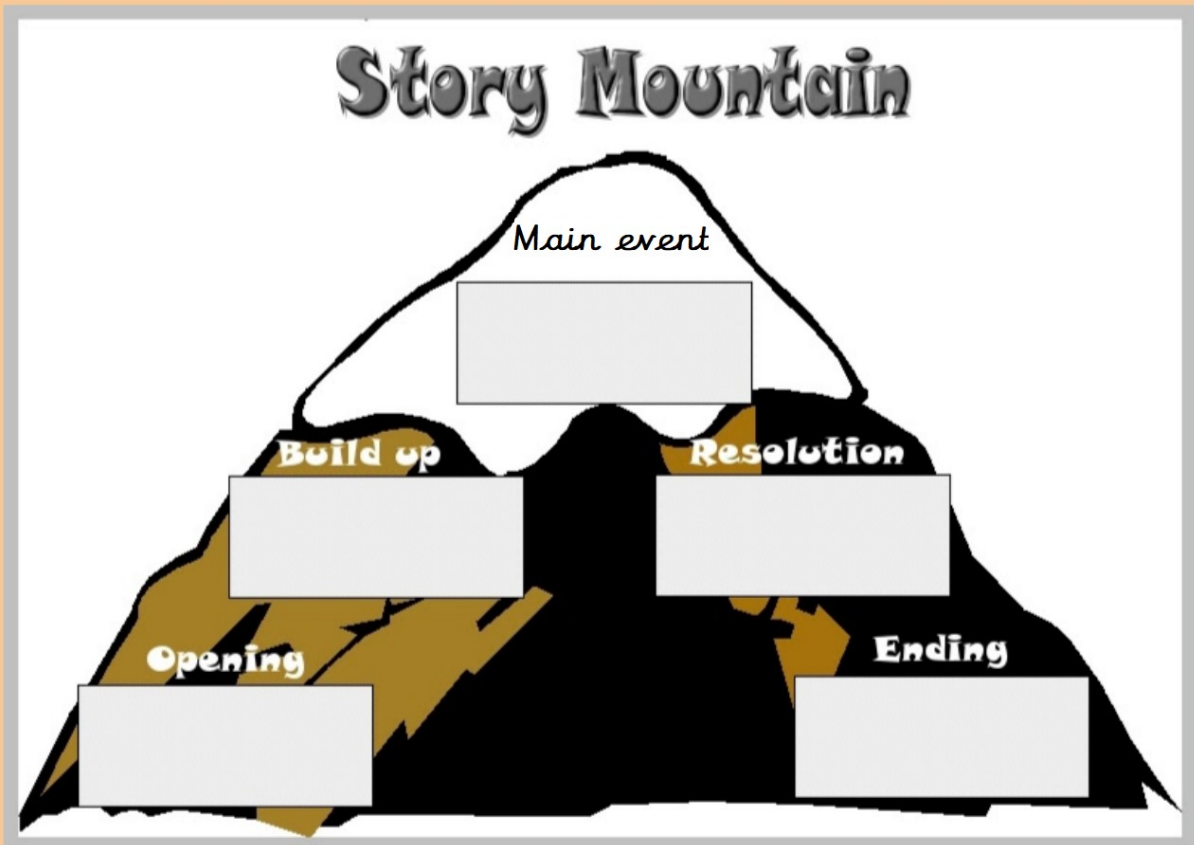 Story Mountain
Main event
Build up
Resolution
Opening
Ending